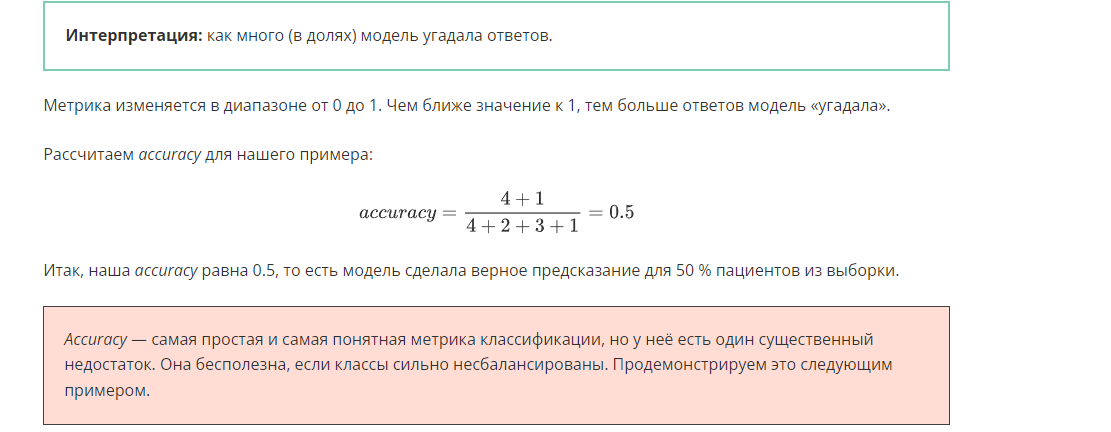 Интерпретация: как много (в долях) модель угадала ответов.
Метрика изменяется в диапазоне от 0 до 1. Чем ближе значение к 1, тем больше ответов модель «угадала».
Рассчитаем accuracy для нашего примера:
accuracy = 4 + 1 / 4 + 2 + 3 + 1 = 0.5
Итак, наша accuracy равна 0.5, то есть модель сделала верное предсказание для 50 % пациентов из выборки.
Accuracy — самая простая и самая понятная метрика классификации, но у неё есть один существенный
недостаток. Она бесполезна, если классы сильно несбалансированы. Продемонстрируем это следующим
примером.